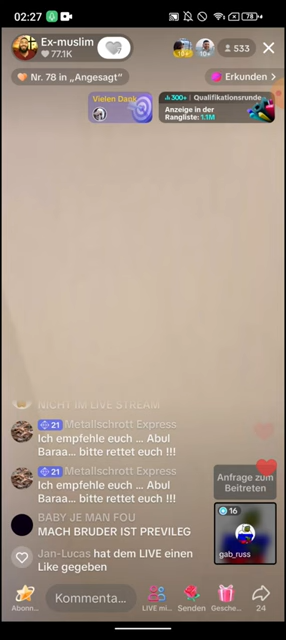 02:27
78
Ex-muslim
77.1K
10+
10+
533
Nr. 78 in „Angesagt"
Erkunden
Vielen Dank
300+ | Qualifikationsrunde
Anzeige in der
Rangliste: 1.1M
NICHT IM LIVE STREAM
21 Metallschrott Express
Ich empfehle euch ... Abul
Baraa... bitte rettet euch !!!
21 Metallschrott Express
Ich empfehle euch ... Abul
Baraa... bitte rettet euch !!!
BABY JE MAN FOU
MACH BRUDER IST PREVILEG
Jan-Lucas hat dem LIVE einen
Like gegeben
Anfrage zum
Beitreten
16
gab_russ
Abonn...
Kommenta...
LIVE mi...
Senden
Gesche...
24